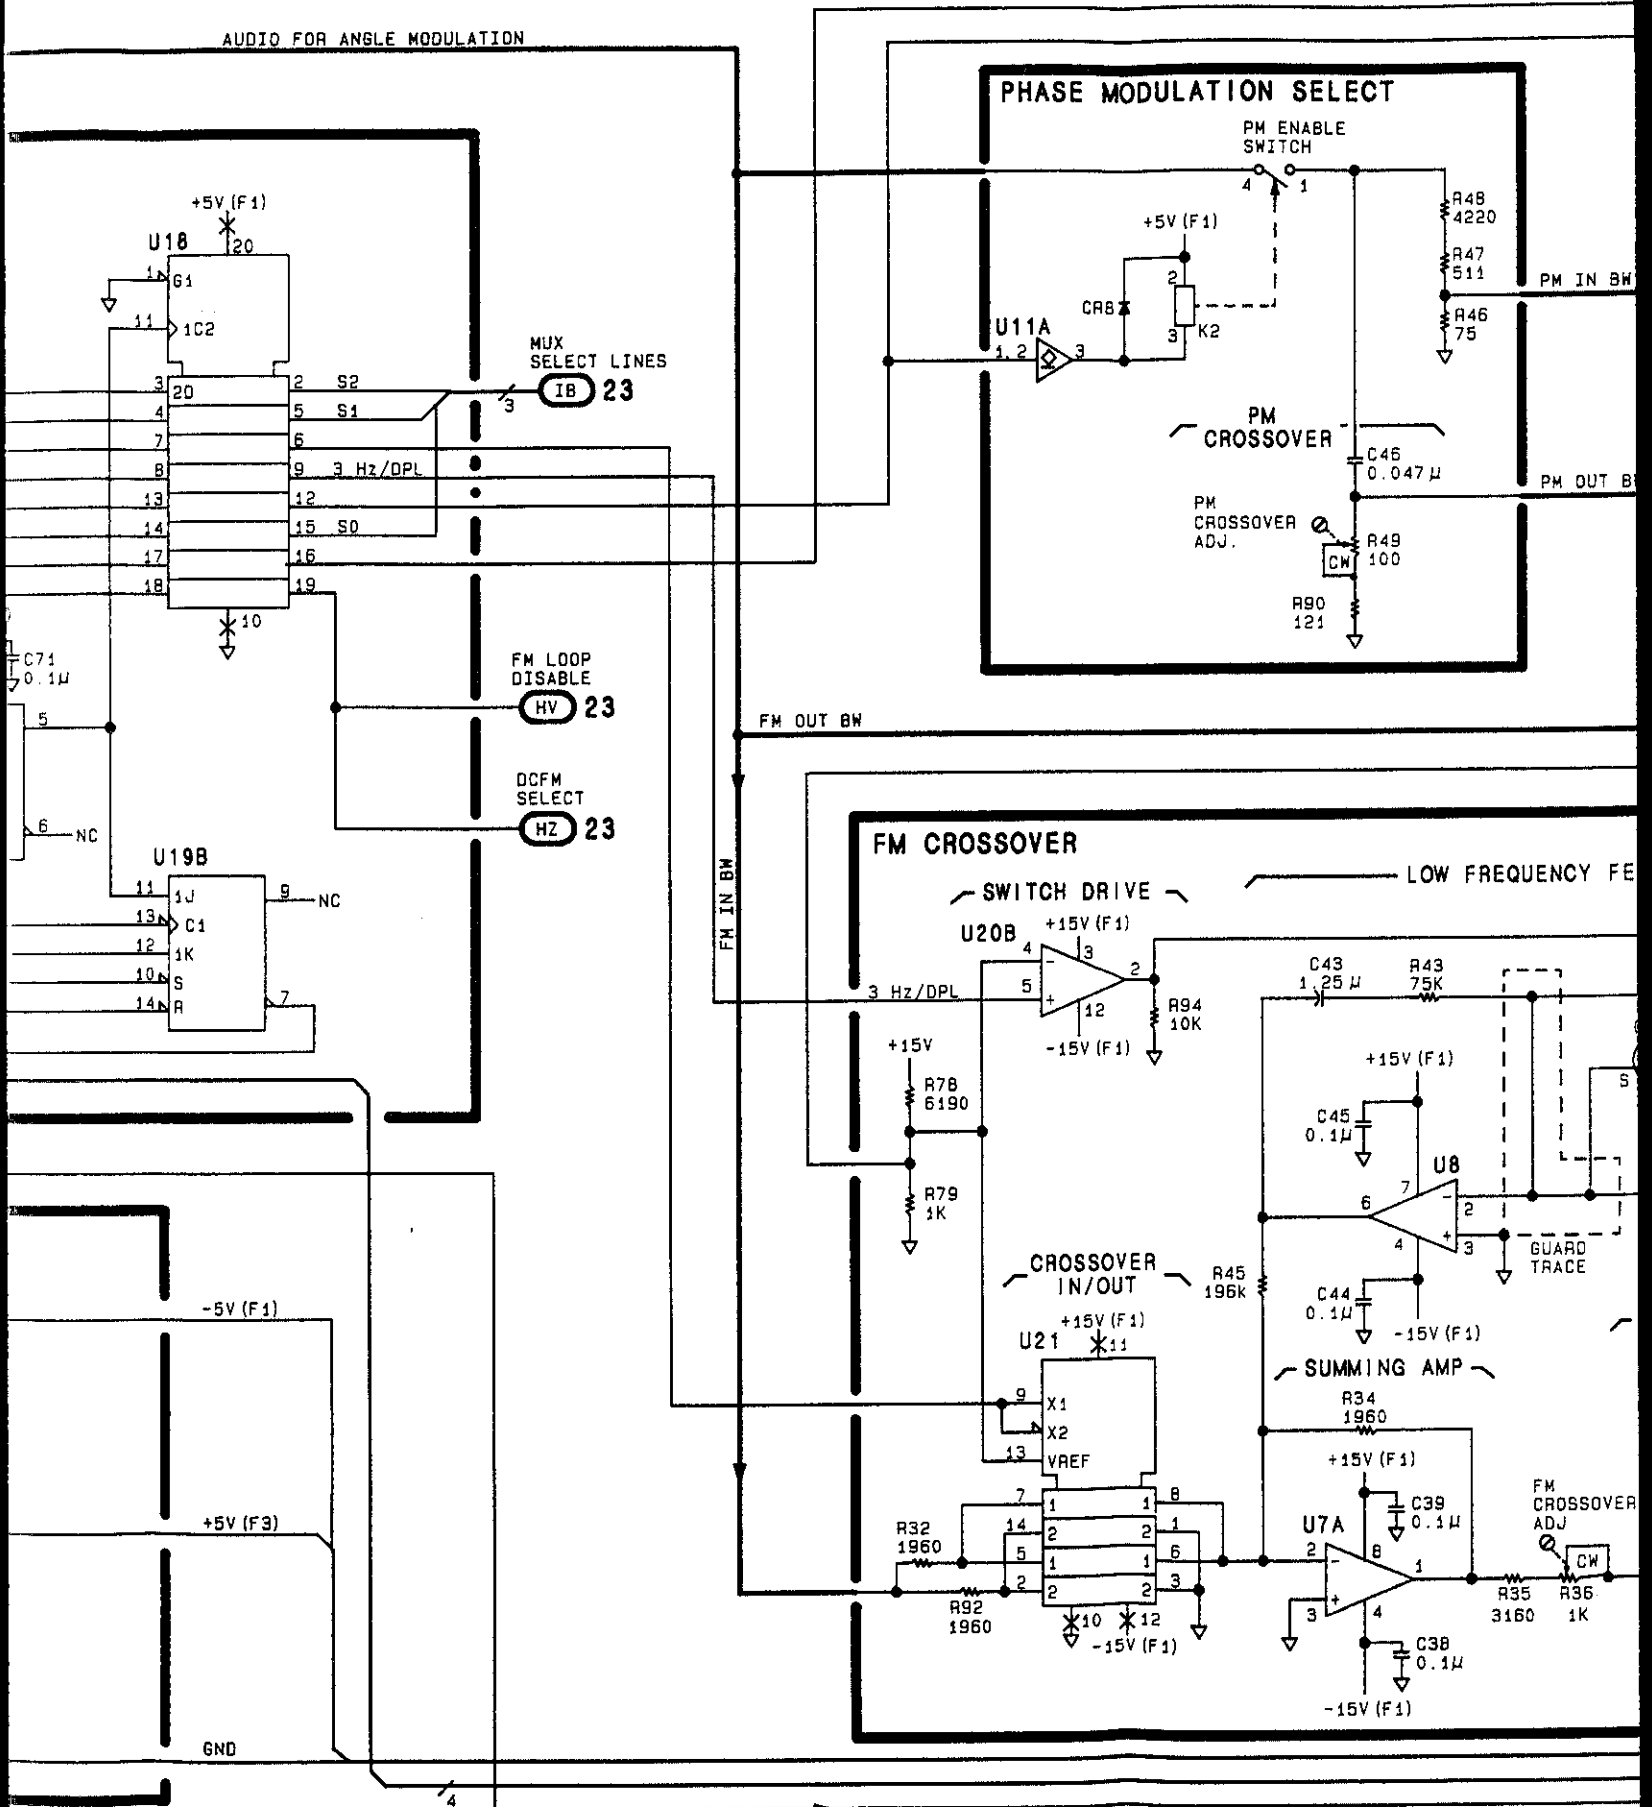 AUDIO FOR ANGLE MODULATION
PHASE MODULATION SELECT
PM ENABLE
SWITCH
4
1
R48
4220
+5V(F1)
R47
511
PM IN BW
R46
75
2
CR8
3
K2
U11A
1,2
3
+5V(F1)
U18
20
1
G1
11
1C2
3
2D
2
S2
4
5
S1
7
6
8
9
3 Hz/DPL
13
12
14
15
S0
17
16
18
19
10
MUX
SELECT LINES
3
IB
23
PM
CROSSOVER
C46
0.047µ
PM OUT B
PM
CROSSOVER
ADJ.
CW
R49
100
R90
121
C71
0.1µ
5
6
NC
FM LOOP
DISABLE
HV
23
FM OUT BW
DCFM
SELECT
HZ
23
U19B
11
1J
9
NC
13
C1
12
1K
10
S
14
R
7
FM IN BW
FM CROSSOVER
SWITCH DRIVE
LOW FREQUENCY FE
+15V(F1)
U20B
4
-
3
2
5
+
12
3 Hz/DPL
-15V(F1)
R94
10K
C43
1.25µ
R43
75K
+15V
R78
6190
R79
1K
+15V(F1)
C45
0.1µ
S
U8
7
6
-
2
4
+
3
GUARD
TRACE
R45
196k
C44
0.1µ
-15V(F1)
CROSSOVER
IN/OUT
+15V(F1)
U21
11
9
X1
X2
13
VREF
7
1
1
8
14
2
2
1
5
1
1
6
2
2
2
3
10
12
-15V(F1)
R32
1960
R92
1960
SUMMING AMP
R34
1960
+15V(F1)
C39
0.1µ
U7A
2
-
8
1
3
+
4
C38
0.1µ
-15V(F1)
FM
CROSSOVER
ADJ
CW
R35
3160
R36
1K
-5V(F1)
+5V(F3)
GND
4